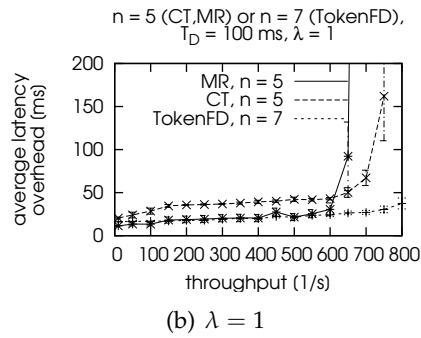 n = 5 (CT,MR) or n = 7 (TokenFD),
T_D = 100 ms, λ = 1
average latency
overhead (ms)
200
150
100
50
0
MR, n = 5
CT, n = 5
TokenFD, n = 7
0 100 200 300 400 500 600 700 800
throughput (1/s)
(b) λ = 1